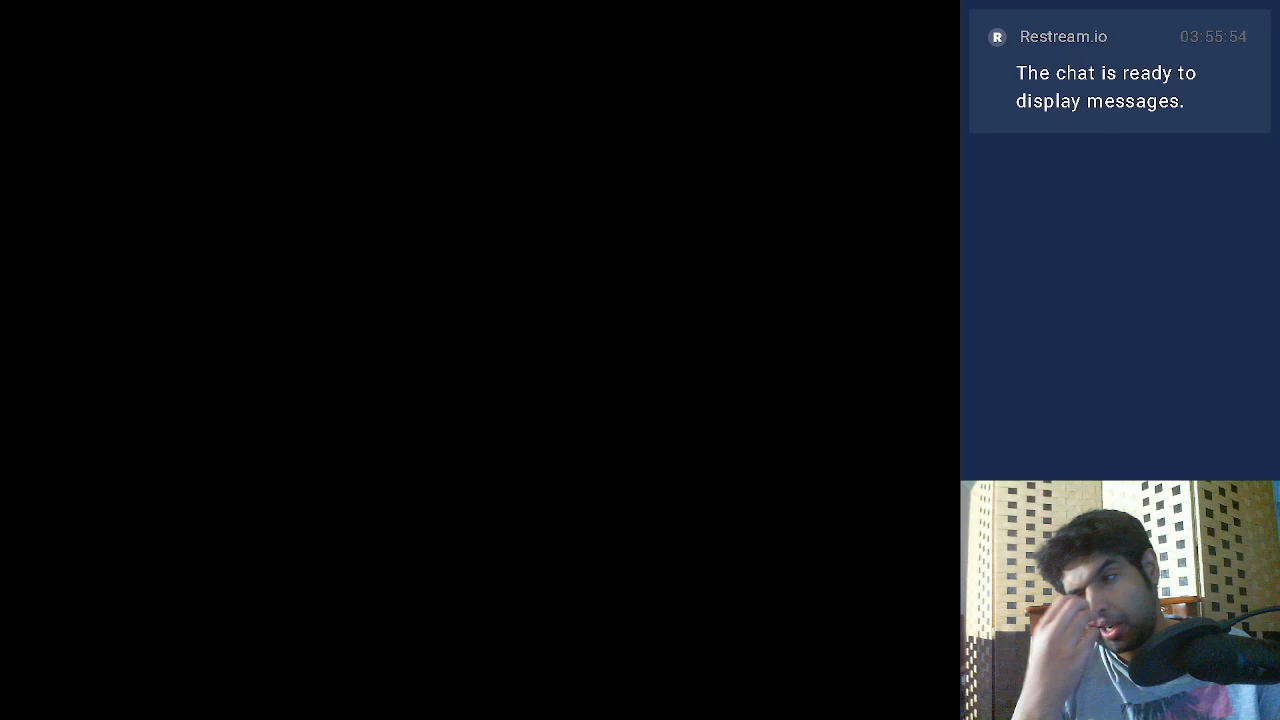 R Restream.io 03:55:54
The chat is ready to
display messages.